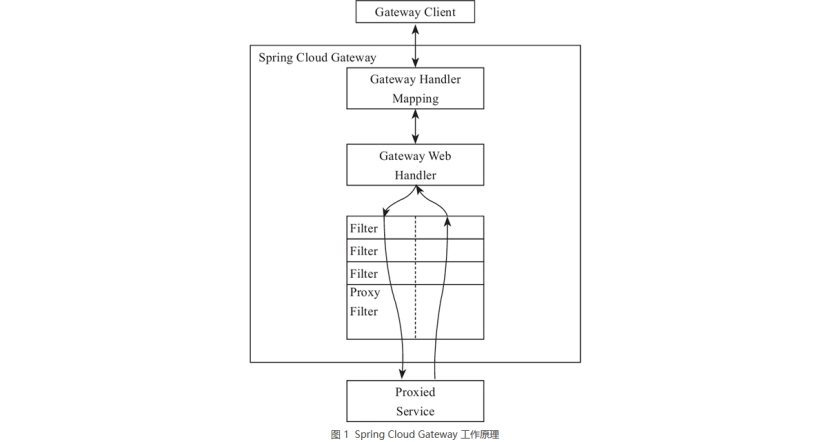 Gateway Client
Spring Cloud Gateway
Gateway Handler
Mapping
Gateway Web
Handler
Filter
Filter
Filter
Proxy
Filter
Proxied
Service
图 1 Spring Cloud Gateway 工作原理